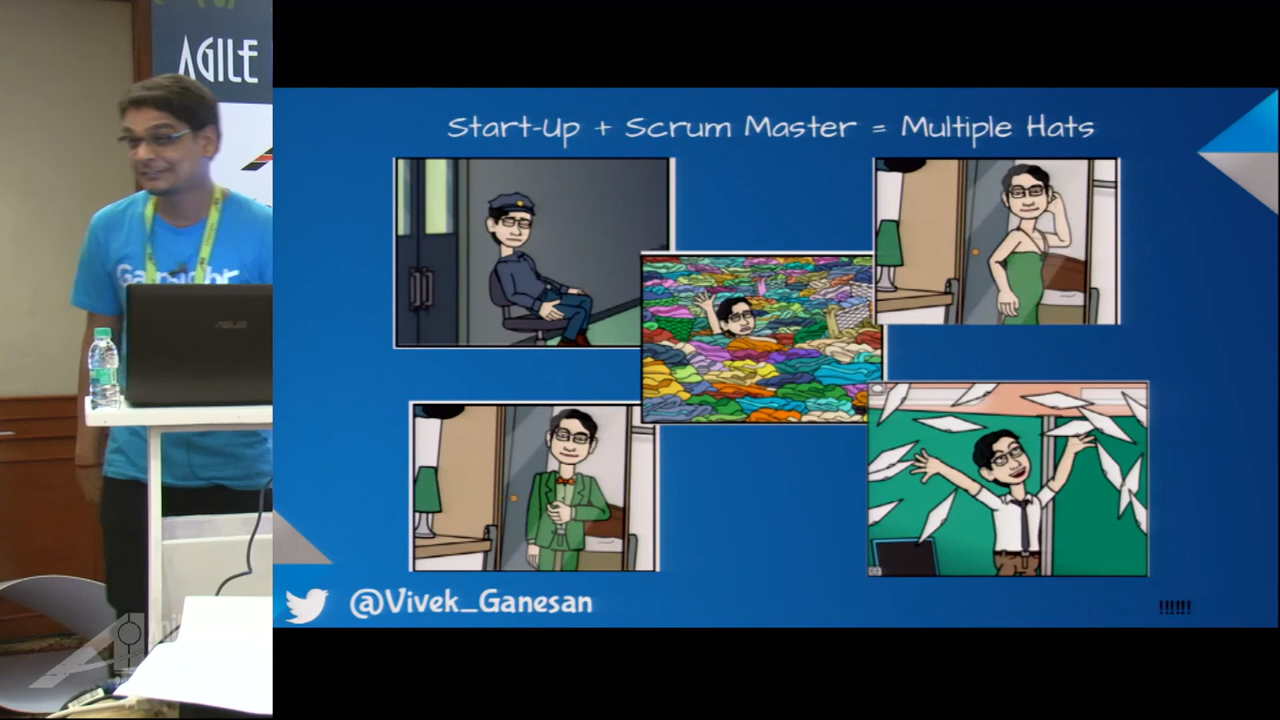 AGILE
Start-Up + Scrum Master = Multiple Hats
ASUS
@Vivek_Ganesan
!!!!!!